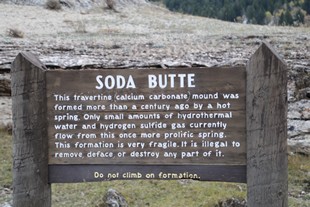 SODA BUTTE
This travertine calcium carbonate mound was
formed more than a century ago by a hot
spring. Only small amounts of hydrothermal
water and hydrogen sulfide gas currently
flow from this once more prolific spring.
This formation is very fragile. It is illegal to
remove, deface or destroy any part of it.
Do not climb on formation.